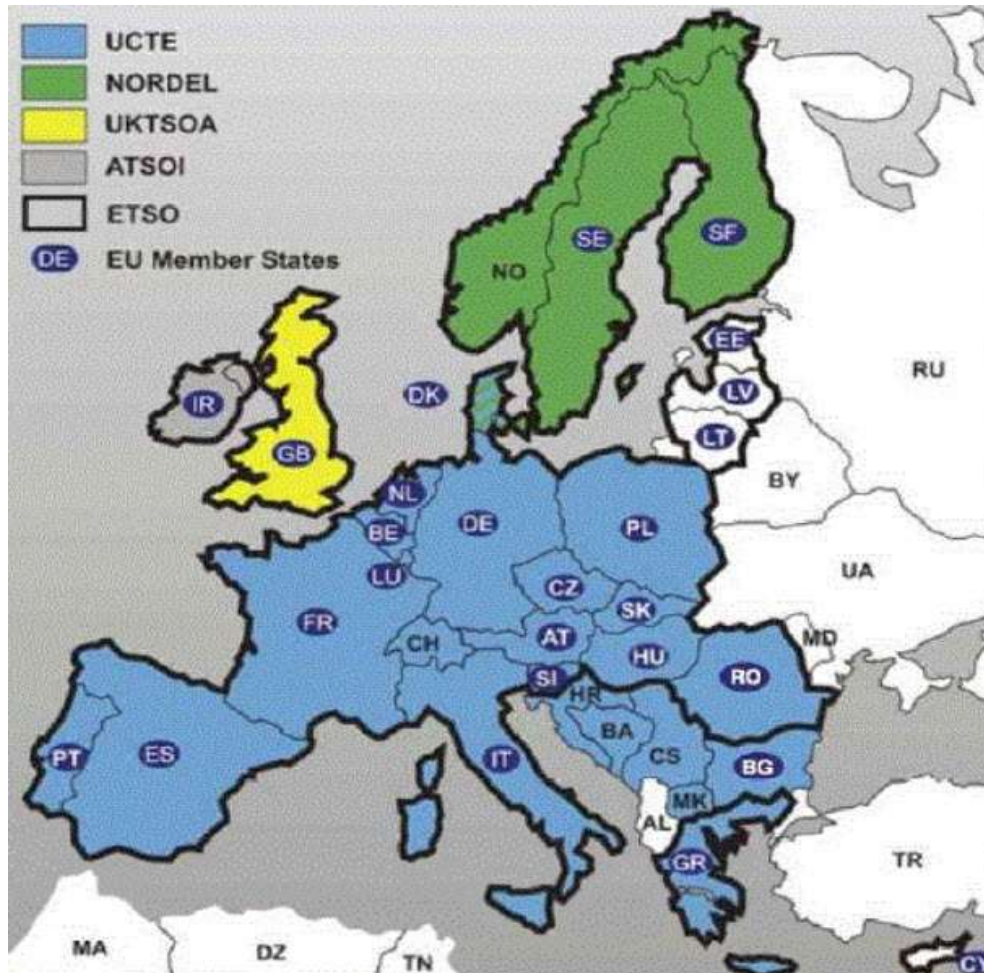 UCTE
NORDEL
UKTSOA
ATSOI
ETSO
DE EU Member States
SE
SF
NO
EE
RU
DK
LV
IR
LT
GB
BY
NL
DE
PL
BE
UA
LU
CZ
SK
FR
AT
MD
CH
HU
SI
RO
HR
BA
PT
ES
IT
CS
BG
MK
AL
GR
TR
MA
DZ
TN
CY